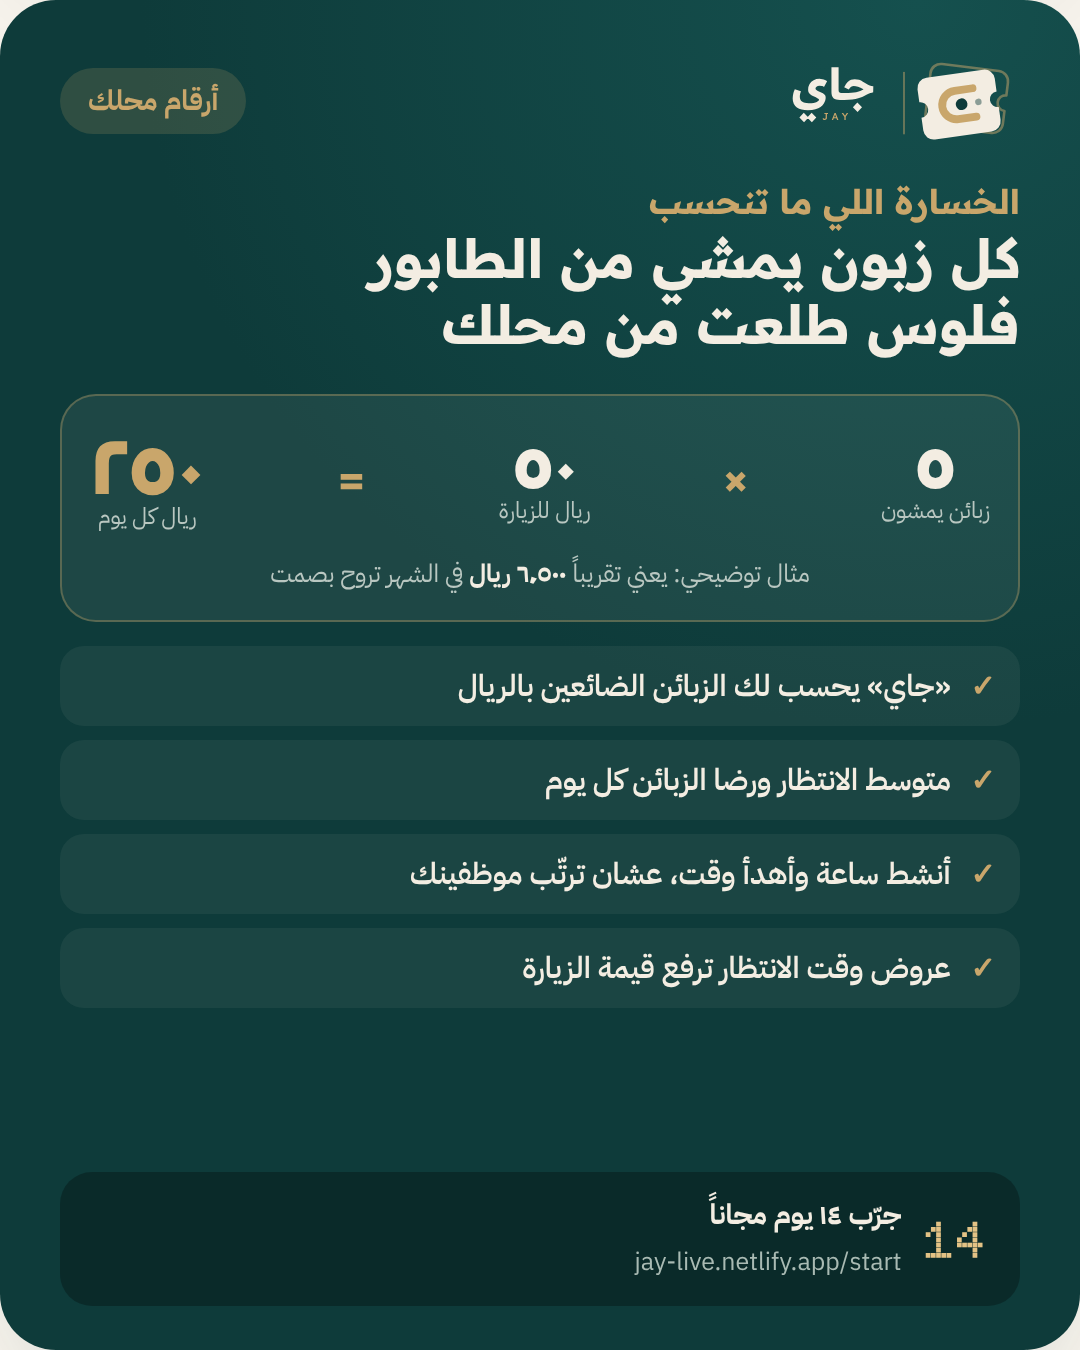 جاي
JAY
أرقام محلك
الخسارة اللي ما تنحسب
كل زبون يمشي من الطابور
فلوس طلعت من محلك
٥ × ٥٠ = ٢٥٠
زبائن يمشون ريال للزيارة ريال كل يوم
مثال توضيحي: يعني تقريباً ٦٬٥٠٠ ريال في الشهر تروح بصمت
✓ «جاي» يحسب لك الزبائن الضائعين بالريال
✓ متوسط الانتظار ورضا الزبائن كل يوم
✓ أنشط ساعة وأهدأ وقت، عشان ترتّب موظفينك
✓ عروض وقت الانتظار ترفع قيمة الزيارة
14
جرّب ١٤ يوم مجاناً
jay-live.netlify.app/start